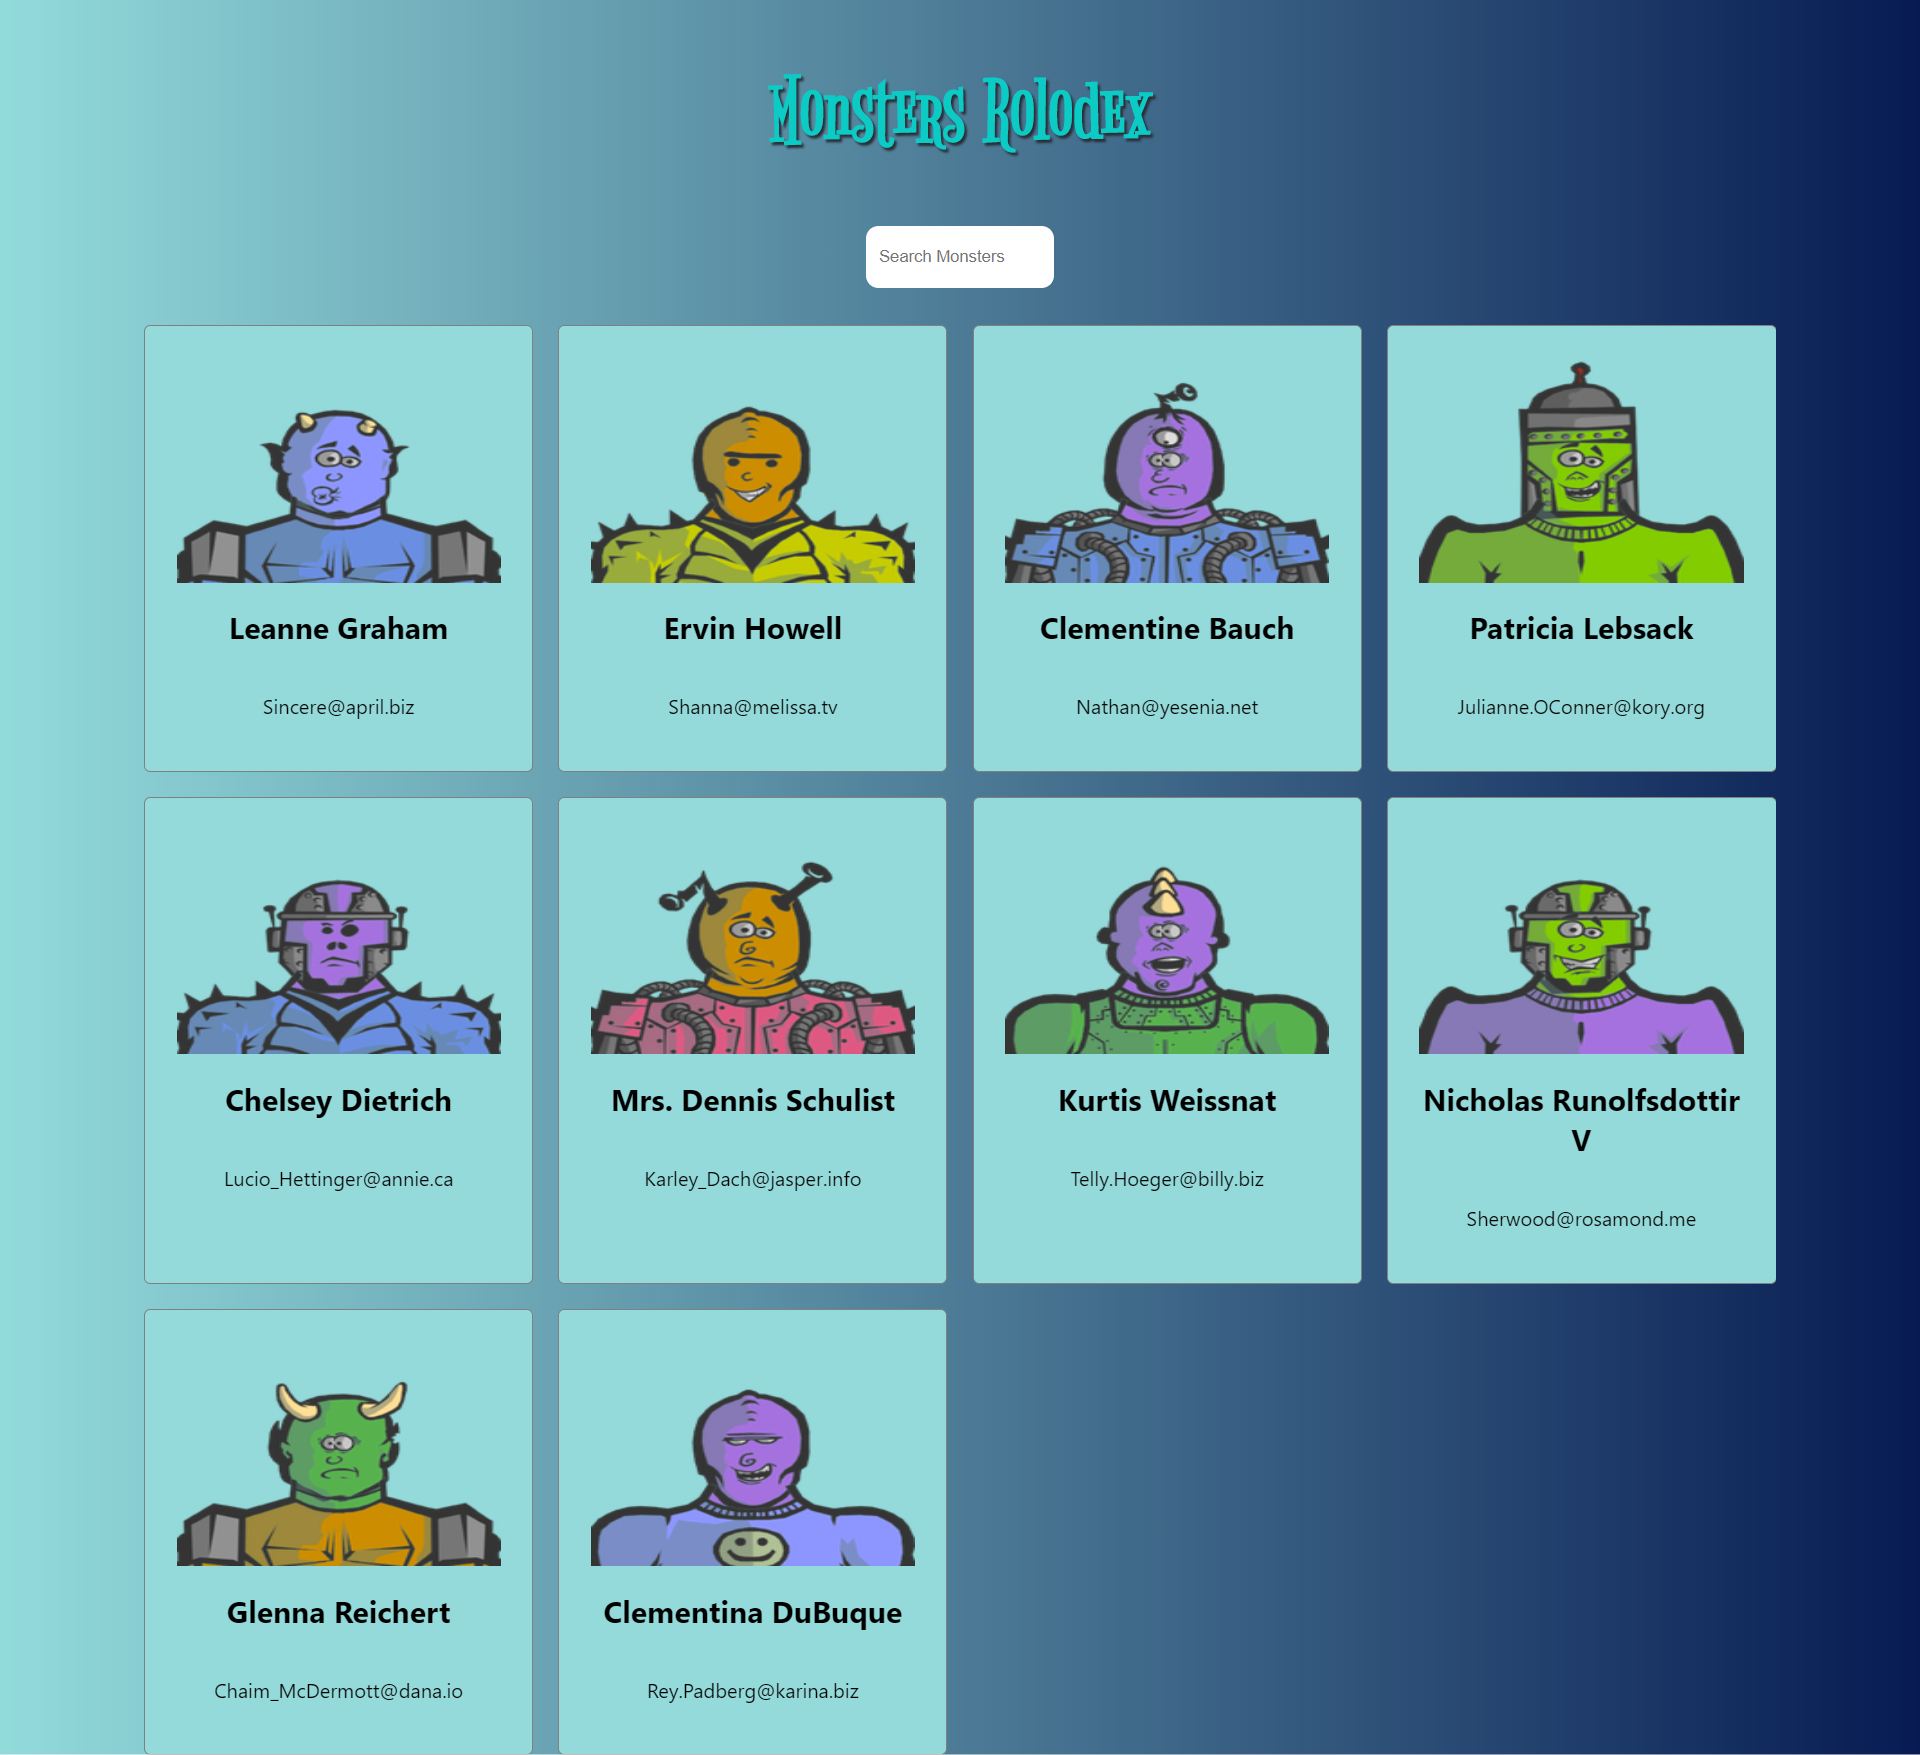 Monsters Rolodex
Search Monsters
Leanne Graham
Sincere@april.biz
Ervin Howell
Shanna@melissa.tv
Clementine Bauch
Nathan@yesenia.net
Patricia Lebsack
Julianne.OConner@kory.org
Chelsey Dietrich
Lucio_Hettinger@annie.ca
Mrs. Dennis Schulist
Karley_Dach@jasper.info
Kurtis Weissnat
Telly.Hoeger@billy.biz
Nicholas Runolfsdottir
V
Sherwood@rosamond.me
Glenna Reichert
Chaim_McDermott@dana.io
Clementina DuBuque
Rey.Padberg@karina.biz